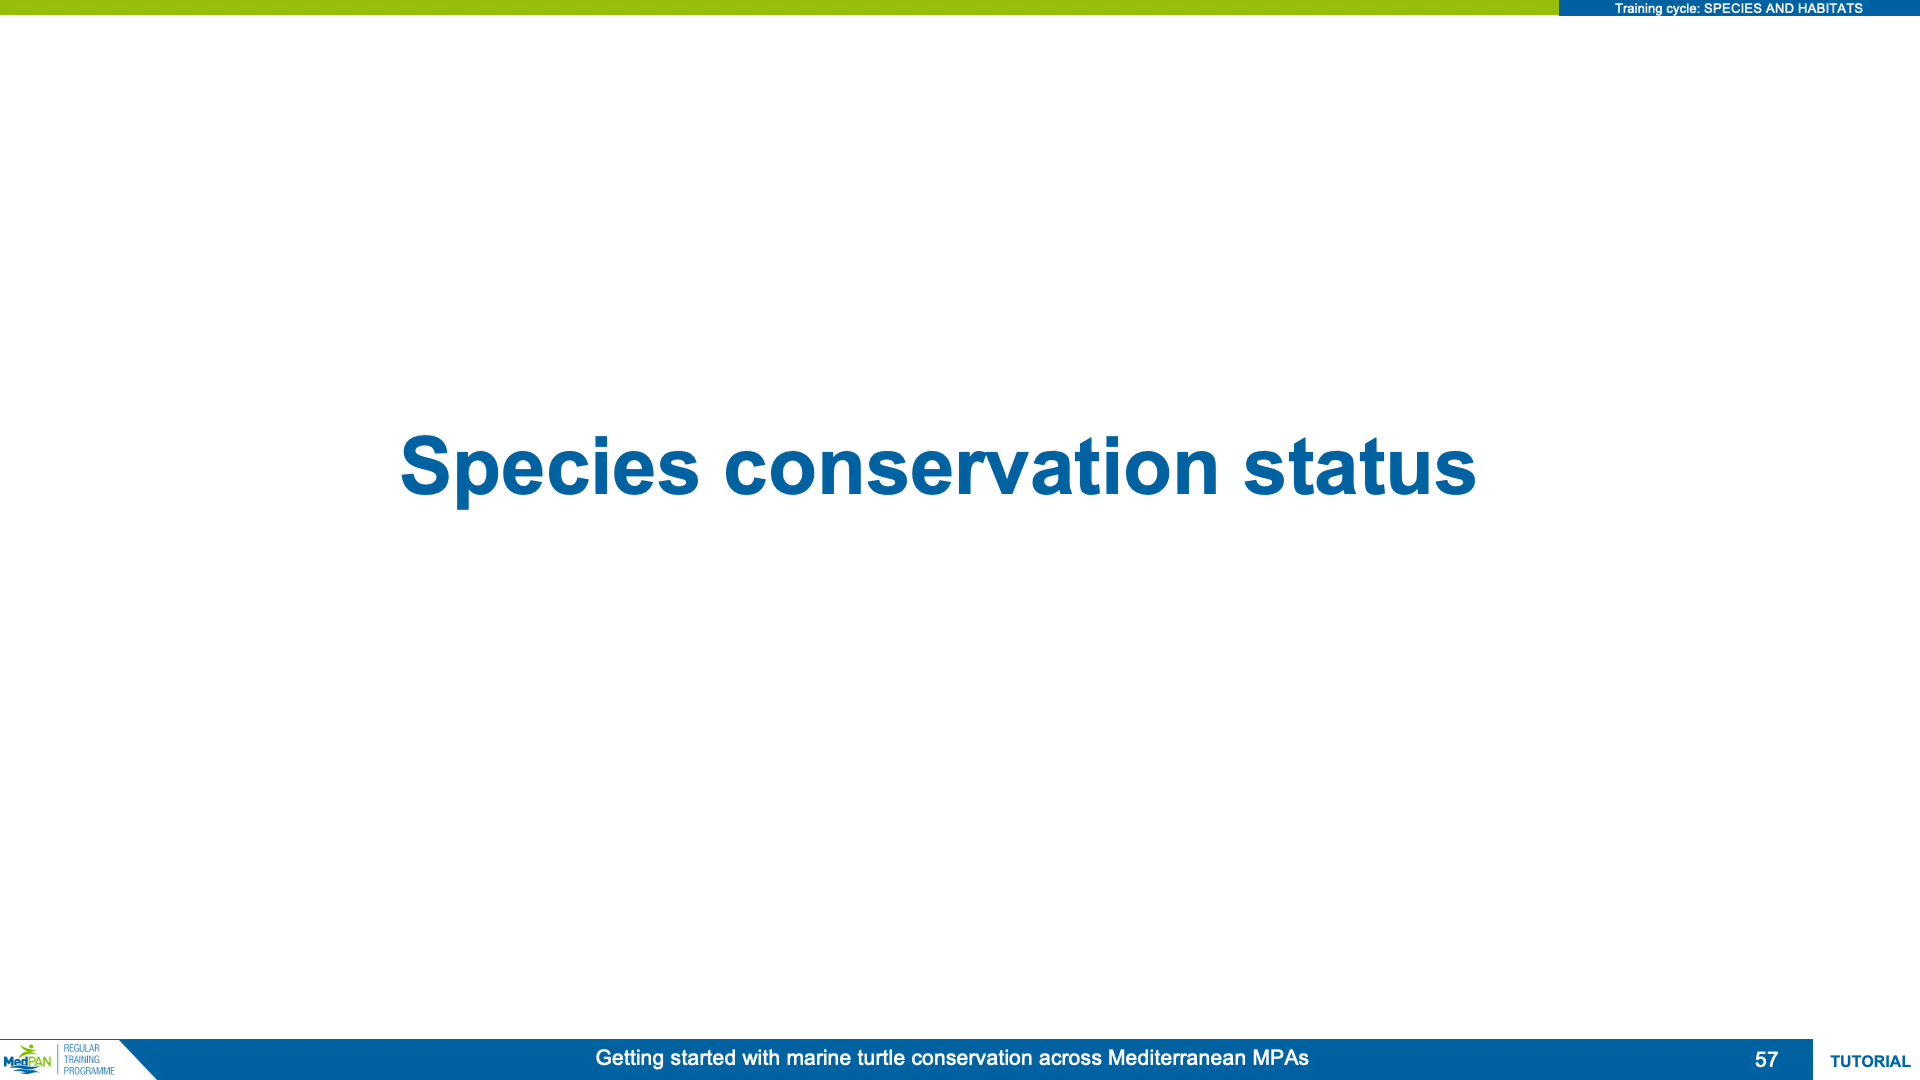 Training cycle: SPECIES AND HABITATS
Species conservation status
MedPAN
REGULAR
TRAINING
PROGRAMME
Getting started with marine turtle conservation across Mediterranean MPAs
57
TUTORIAL